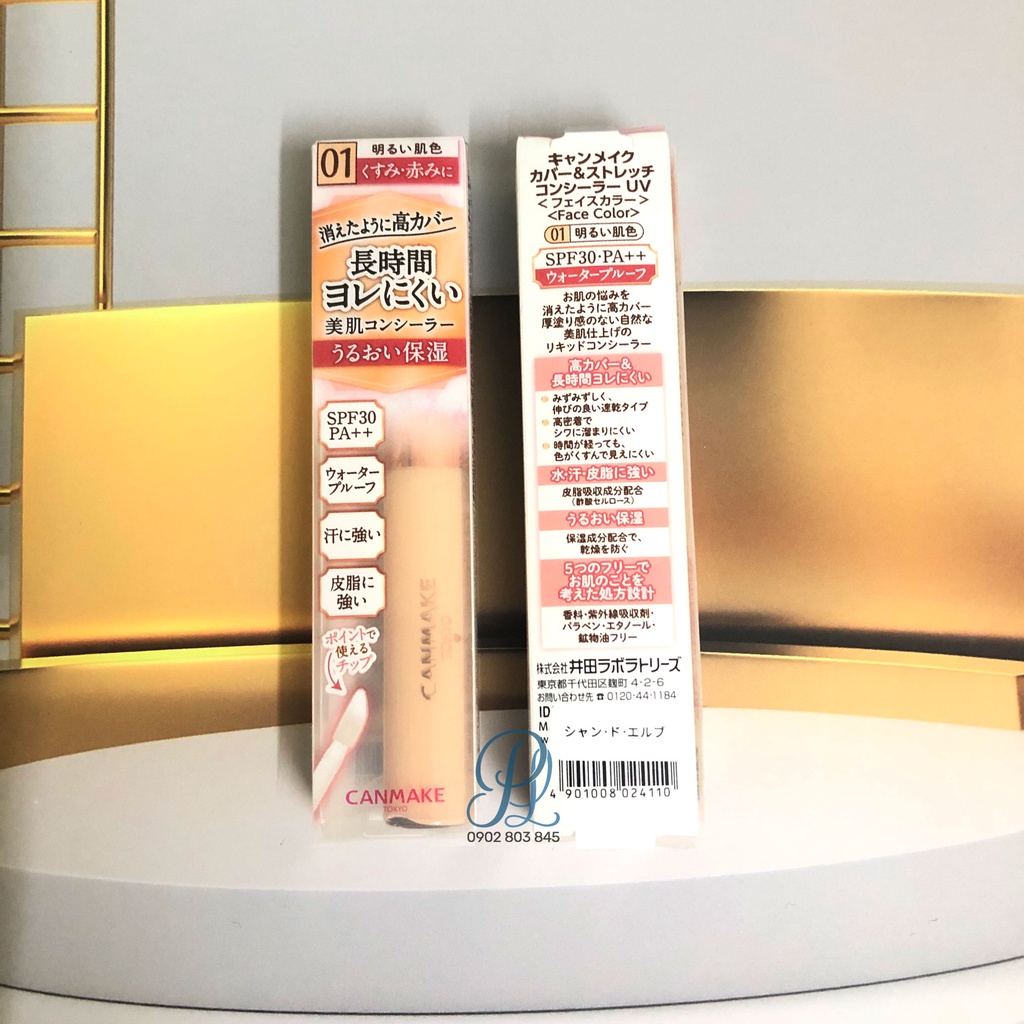 01
明るい肌色
くすみ・赤みに
消えたように高カバー
長時間
ヨレにくい
美肌コンシーラー
うるおい保湿
SPF30
PA++
ウォーター
プルーフ
汗に強い
皮脂に
強い
ポイントで
使える
チップ
CANMAKE
CANMAKE
TOKYO
キャンメイク
カバー&ストレッチ
コンシーラー UV
<フェイスカラー>
<Face Color>
01 明るい肌色
SPF30・PA++
ウォータープルーフ
お肌の悩みを
消えたように高カバー
厚塗り感のない自然な
美肌仕上げの
リキッドコンシーラー
高カバー&
長時間ヨレにくい
みずみずしく、
伸びの良い速乾タイプ
高密着で
シワに溜まりにくい
時間が経っても、
色がくすんで見えにくい
水・汗・皮脂に強い
皮脂吸収成分配合
(酢酸セルロース)
うるおい保湿
保湿成分配合で、
乾燥を防ぐ
5つのフリーで
お肌のことを
考えた処方設計
香料・紫外線吸収剤・
パラベン・エタノール・
鉱物油フリー
株式会社 井田ラボラトリーズ
東京都千代田区麹町 4-2-6
お問い合わせ先 ☎ 0120-44-1184
ID
M
w
シャン・ド・エルブ
4 901008 024110
PL
0902 803 845